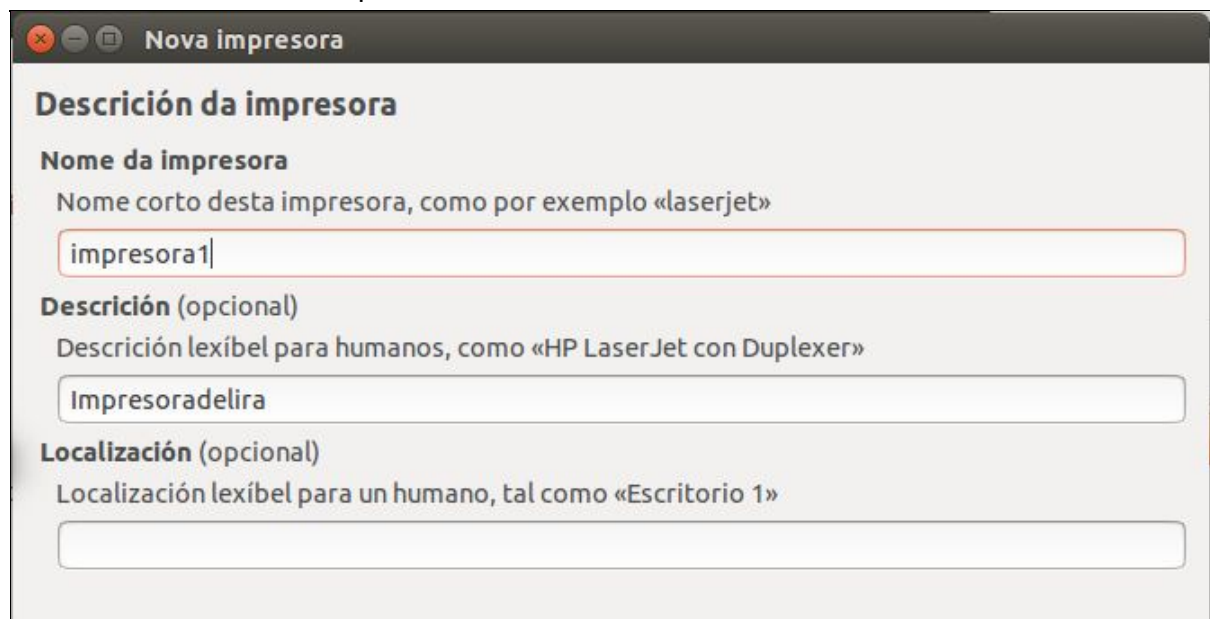 Nova impresora
Descrición da impresora
Nome da impresora
Nome corto desta impresora, como por exemplo «laserjet»
impresora1
Descrición (opcional)
Descrición lexíbel para humanos, como «HP LaserJet con Duplexer»
Impresoradelira
Localización (opcional)
Localización lexíbel para un humano, tal como «Escritorio 1»